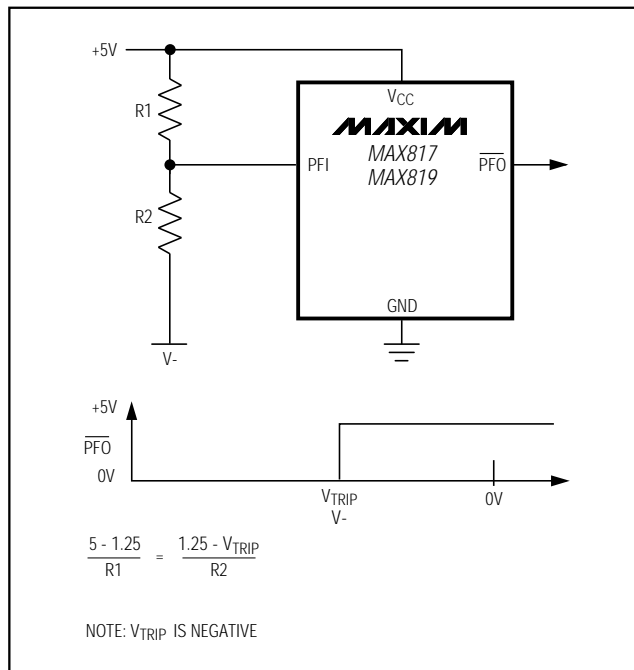 +5V
VCC
R1
MAXIM
MAX817
MAX819
PFI
PFO
R2
GND
V-
+5V
PFO
0V
VTRIP
V-
0V
5 - 1.25
R1
=
1.25 - VTRIP
R2
NOTE: VTRIP IS NEGATIVE